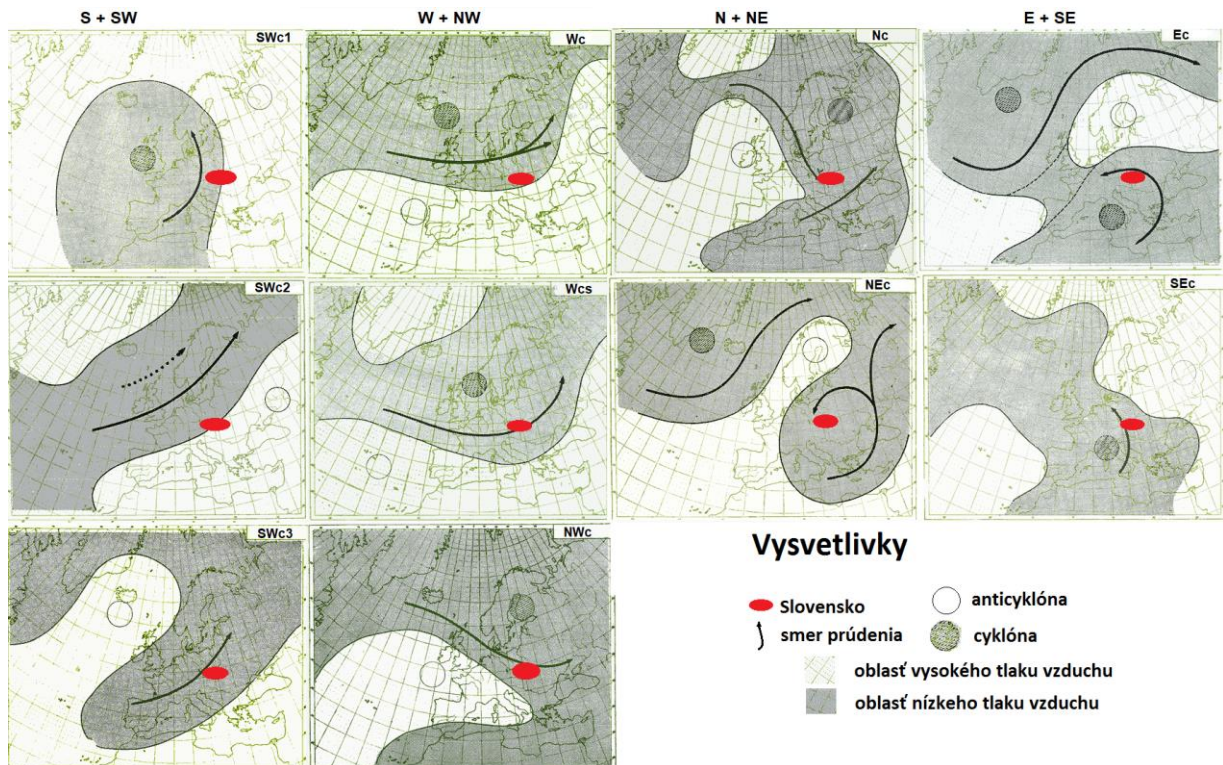 S + SW
W + NW
N + NE
E + SE
SWc1
Wc
Nc
Ec
SWc2
Wcs
NEc
SEc
SWc3
NWc
Vysvetlivky
Slovensko
anticyklóna
smer prúdenia
cyklóna
oblasť vysokého tlaku vzduchu
oblasť nízkeho tlaku vzduchu